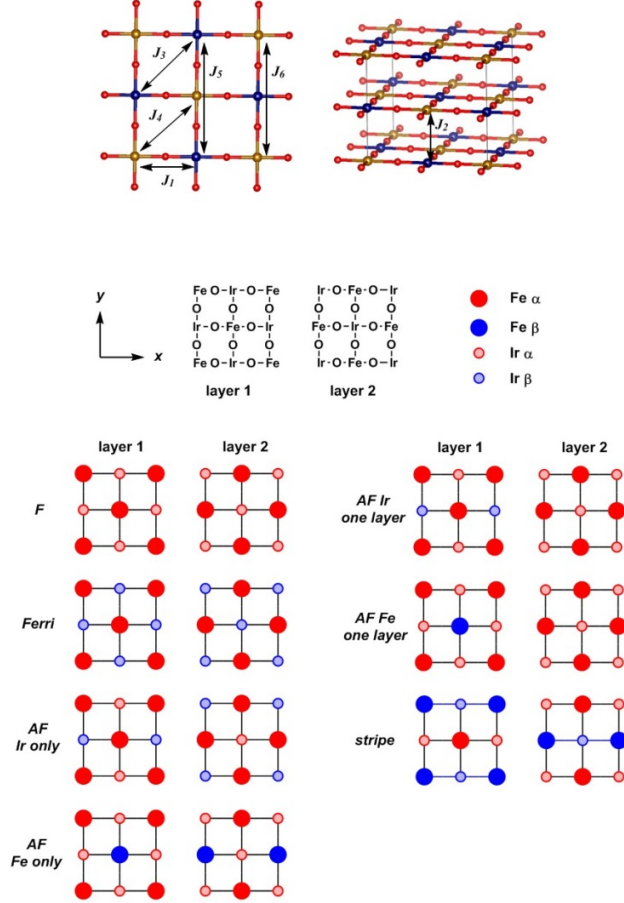 J3
J5
J6
J4
J1
J2
y
x
Fe O–Ir O–Fe
O O O
Ir–O–Fe–O–Ir
O O O
Fe O–Ir O–Fe
layer 1
Ir·O·Fe O–Ir
O O O
Fe O–Ir–O·Fe
O O O
Ir·O·Fe O–Ir
layer 2
Fe α
Fe β
Ir α
Ir β
layer 1 layer 2
F
Ferri
AF
Ir only
AF
Fe only
layer 1 layer 2
AF Ir
one layer
AF Fe
one layer
stripe